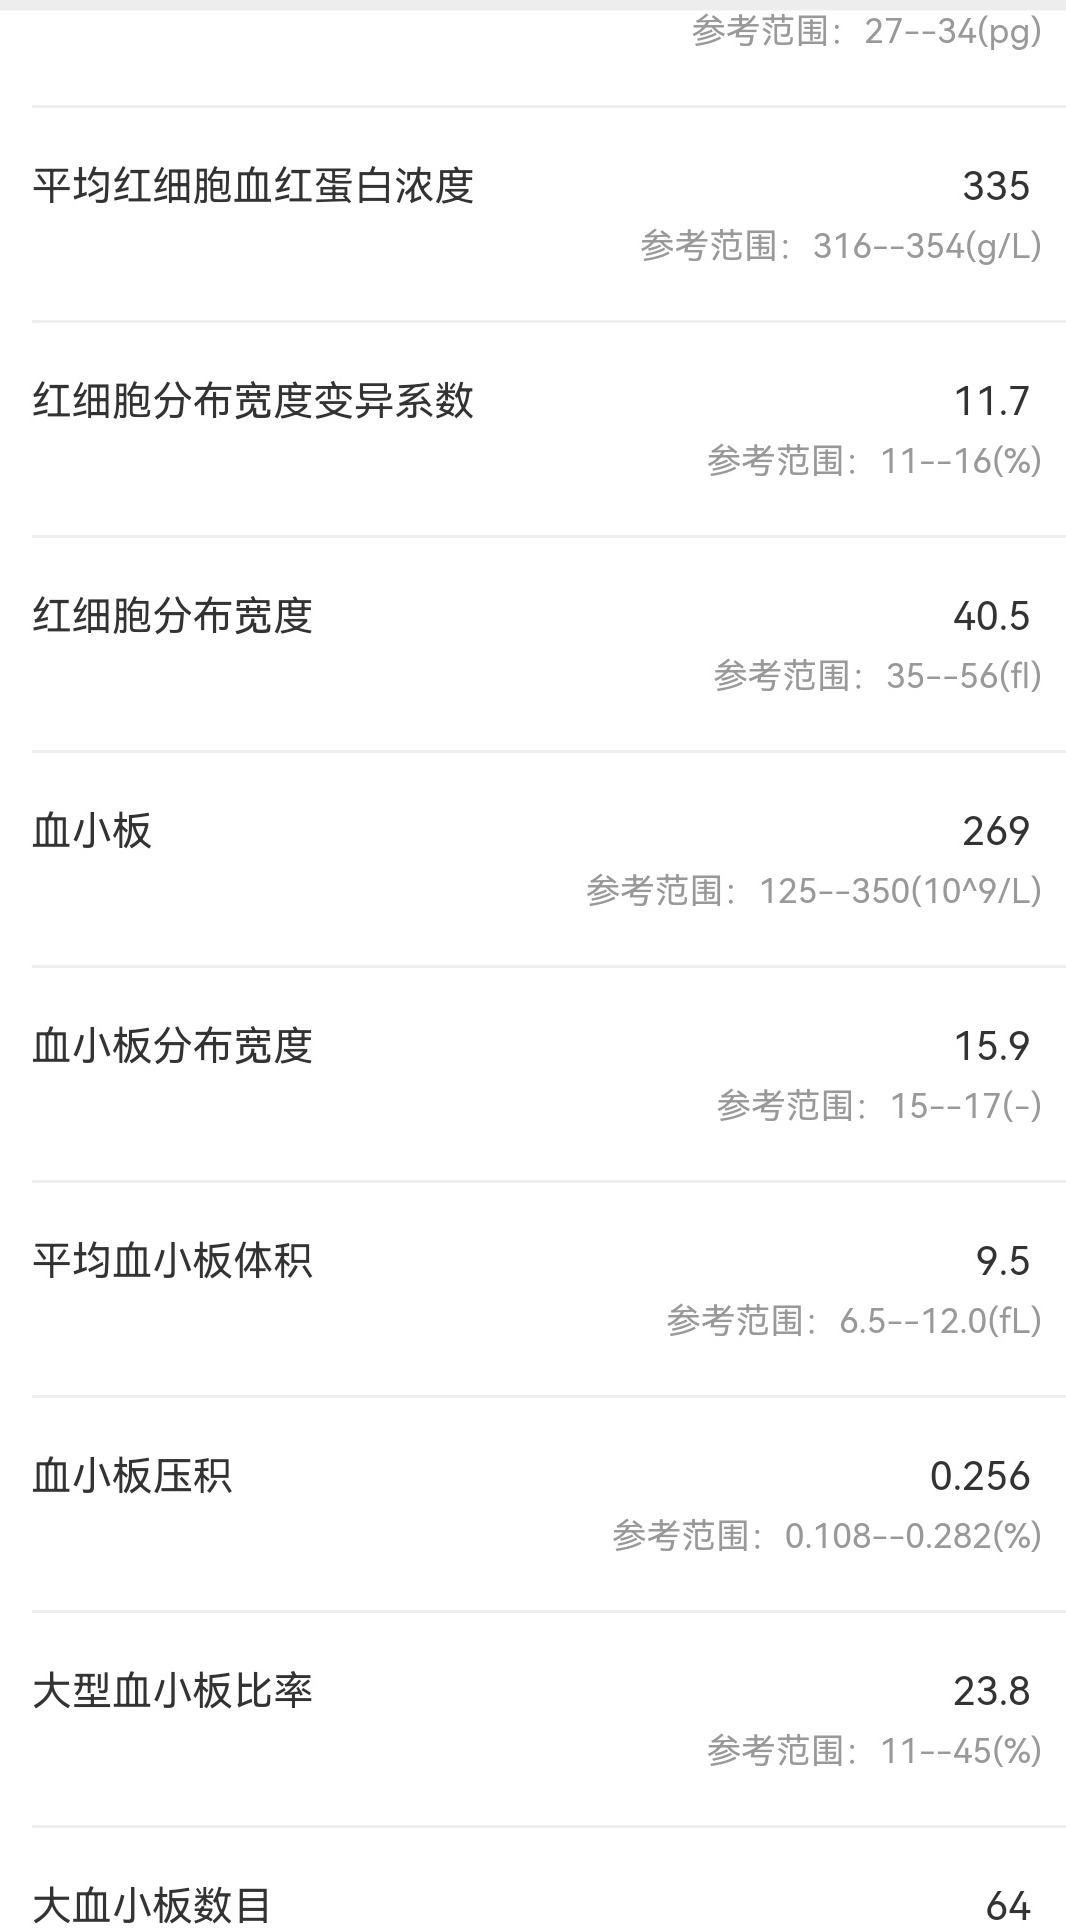 参考范围：27--34(pg)
平均红细胞血红蛋白浓度 335
参考范围：316--354(g/L)
红细胞分布宽度变异系数 11.7
参考范围：11--16(%)
红细胞分布宽度 40.5
参考范围：35--56(fl)
血小板 269
参考范围：125--350(10^9/L)
血小板分布宽度 15.9
参考范围：15--17(-)
平均血小板体积 9.5
参考范围：6.5--12.0(fL)
血小板压积 0.256
参考范围：0.108--0.282(%)
大型血小板比率 23.8
参考范围：11--45(%)
大血小板数目 64